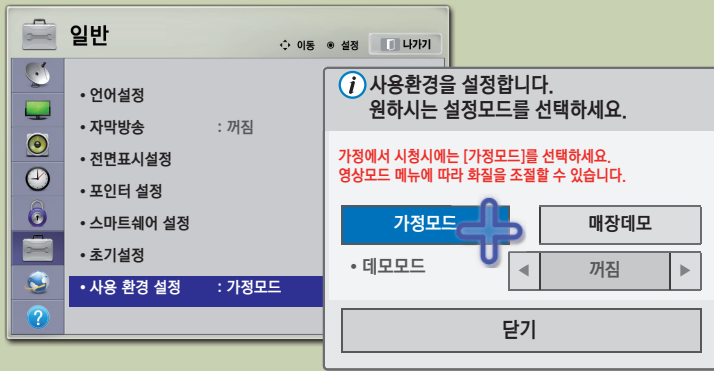 일반
이동 설정 나가기
• 언어설정
• 자막방송 : 꺼짐
• 전면표시설정
• 포인터 설정
• 스마트쉐어 설정
• 초기설정
• 사용 환경 설정 : 가정모드
?
i 사용환경을 설정합니다.
원하시는 설정모드를 선택하세요.
가정에서 시청시에는 [가정모드]를 선택하세요.
영상모드 메뉴에 따라 화질을 조절할 수 있습니다.
가정모드 매장데모
• 데모모드 ◀ 꺼짐 ▶
닫기